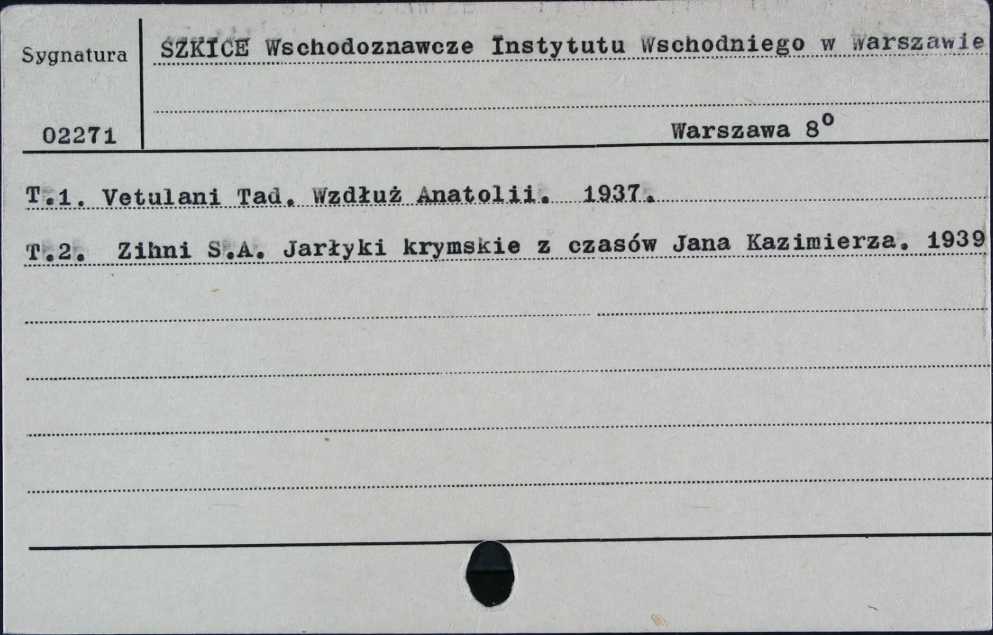 Sygnatura
SZKICE Wschodoznawcze Instytutu Wschodniego w Warszawie
02271
Warszawa 8°
T.1. Vetulani Tad. Wzdłuż Anatolii. 1937.
T.2. Zihni S.A. Jarłyki krymskie z czasów Jana Kazimierza. 1939